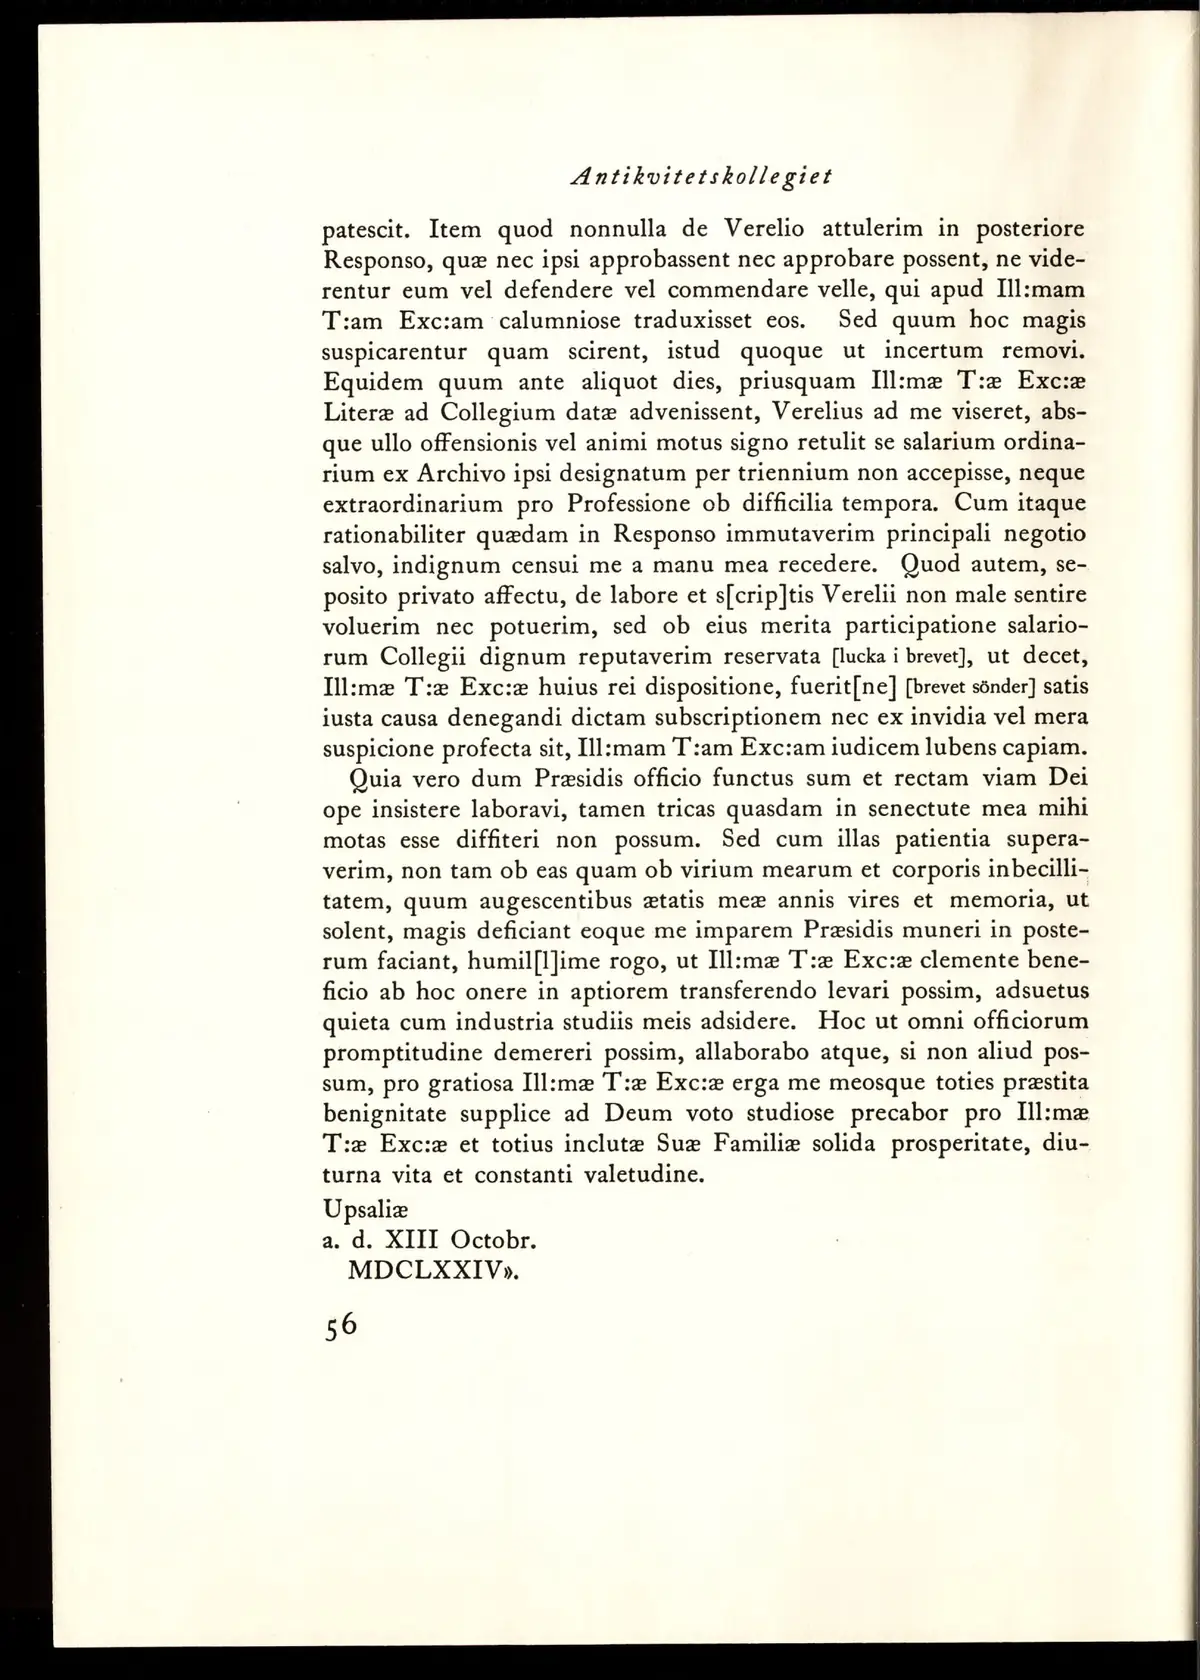 Antikvitetskollegiet
patescit. Item quod nonnulla de Verelio attulerim in posteriore
Responso, quæ nec ipsi approbassent nec approbare possent, ne vide-
rentur eum vel defendere vel commendare velle, qui apud Ill:mam
T:am Exc:am calumniose traduxisset eos. Sed quum hoc magis
suspicarentur quam scirent, istud quoque ut incertum removi.
Equidem quum ante aliquot dies, priusquam Ill:mæ T:æ Exc:æ
Literæ ad Collegium datæ advenissent, Verelius ad me viseret, abs-
que ullo offensionis vel animi motus signo retulit se salarium ordina-
rium ex Archivo ipsi designatum per triennium non accepisse, neque
extraordinarium pro Professione ob difficilia tempora. Cum itaque
rationabiliter quædam in Responso immutaverim principali negotio
salvo, indignum censui me a manu mea recedere. Quod autem, se-
posito privato affectu, de labore et s[crip]tis Verelii non male sentire
voluerim nec potuerim, sed ob eius merita participatione salario-
rum Collegii dignum reputaverim reservata [lucka i brevet], ut decet,
Ill:mæ T:æ Exc:æ huius rei dispositione, fuerit[ne] [brevet sönder] satis
iusta causa denegandi dictam subscriptionem nec ex invidia vel mera
suspicione profecta sit, Ill:mam T:am Exc:am iudicem lubens capiam.
Quia vero dum Præsidis officio functus sum et rectam viam Dei
ope insistere laboravi, tamen tricas quasdam in senectute mea mihi
motas esse diffiteri non possum. Sed cum illas patientia supera-
verim, non tam ob eas quam ob virium mearum et corporis inbecilli-
tatem, quum augescentibus ætatis meæ annis vires et memoria, ut
solent, magis deficiant eoque me imparem Præsidis muneri in poste-
rum faciant, humil[l]ime rogo, ut Ill:mæ T:æ Exc:æ clemente bene-
ficio ab hoc onere in aptiorem transferendo levari possim, adsuetus
quieta cum industria studiis meis adsidere. Hoc ut omni officiorum
promptitudine demereri possim, allaborabo atque, si non aliud pos-
sum, pro gratiosa Ill:mæ T:æ Exc:æ erga me meosque toties præstita
benignitate supplice ad Deum voto studiose precabor pro Ill:mæ
T:æ Exc:æ et totius inclutæ Suæ Familiæ solida prosperitate, diu-
turna vita et constanti valetudine.
Upsaliæ
a. d. XIII Octobr.
MDCLXXIV».
56